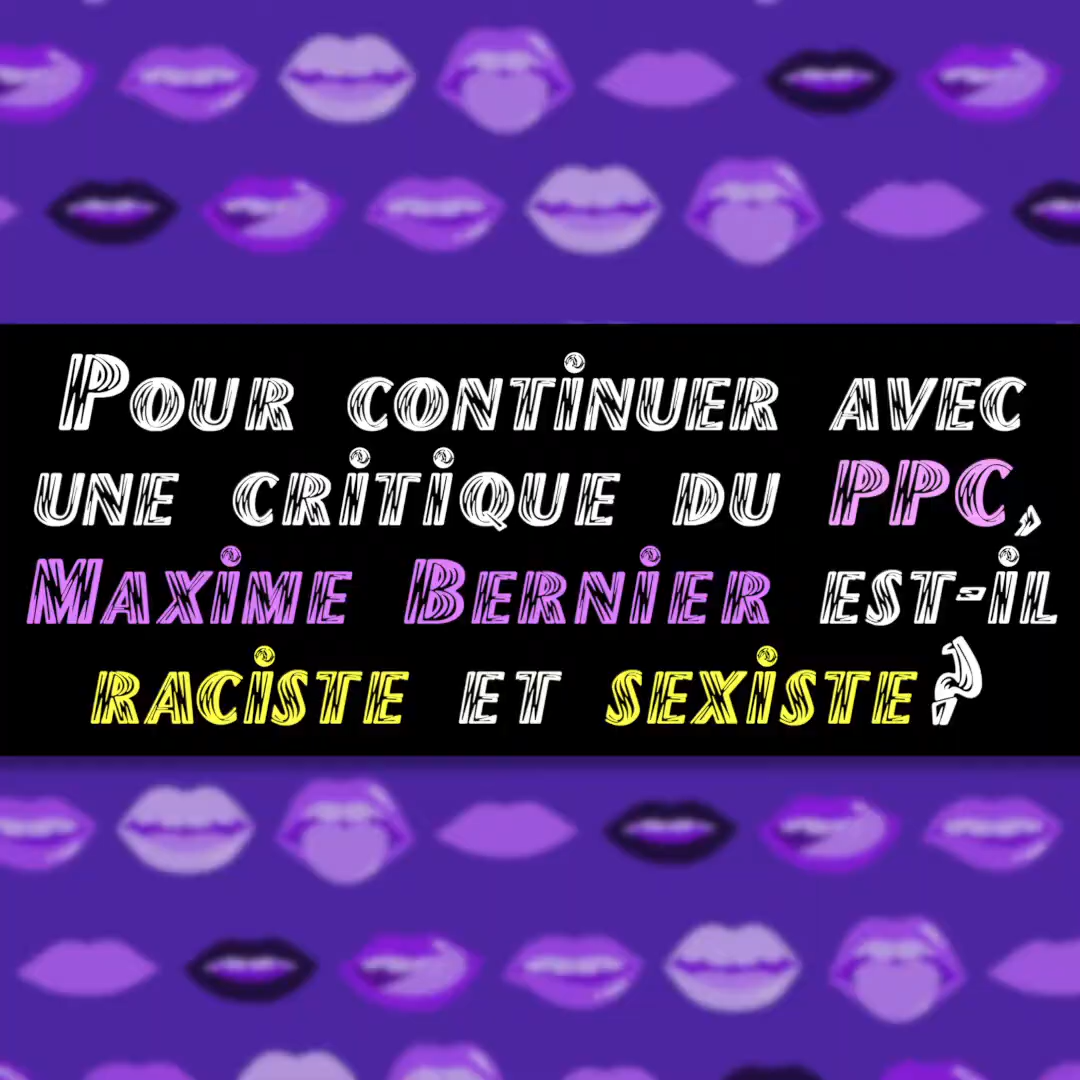 Pour continuer avec
une critique du PPC,
Maxime Bernier est-il
raciste et sexiste?